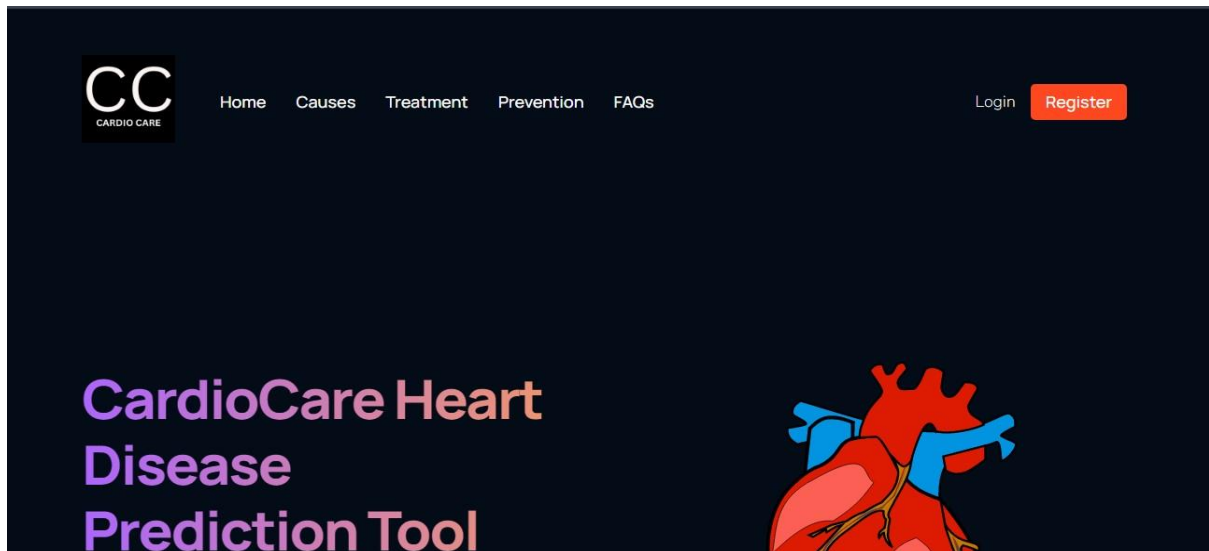 CC
CARDIO CARE
Home Causes Treatment Prevention FAQs Login Register
CardioCare Heart
Disease
Prediction Tool